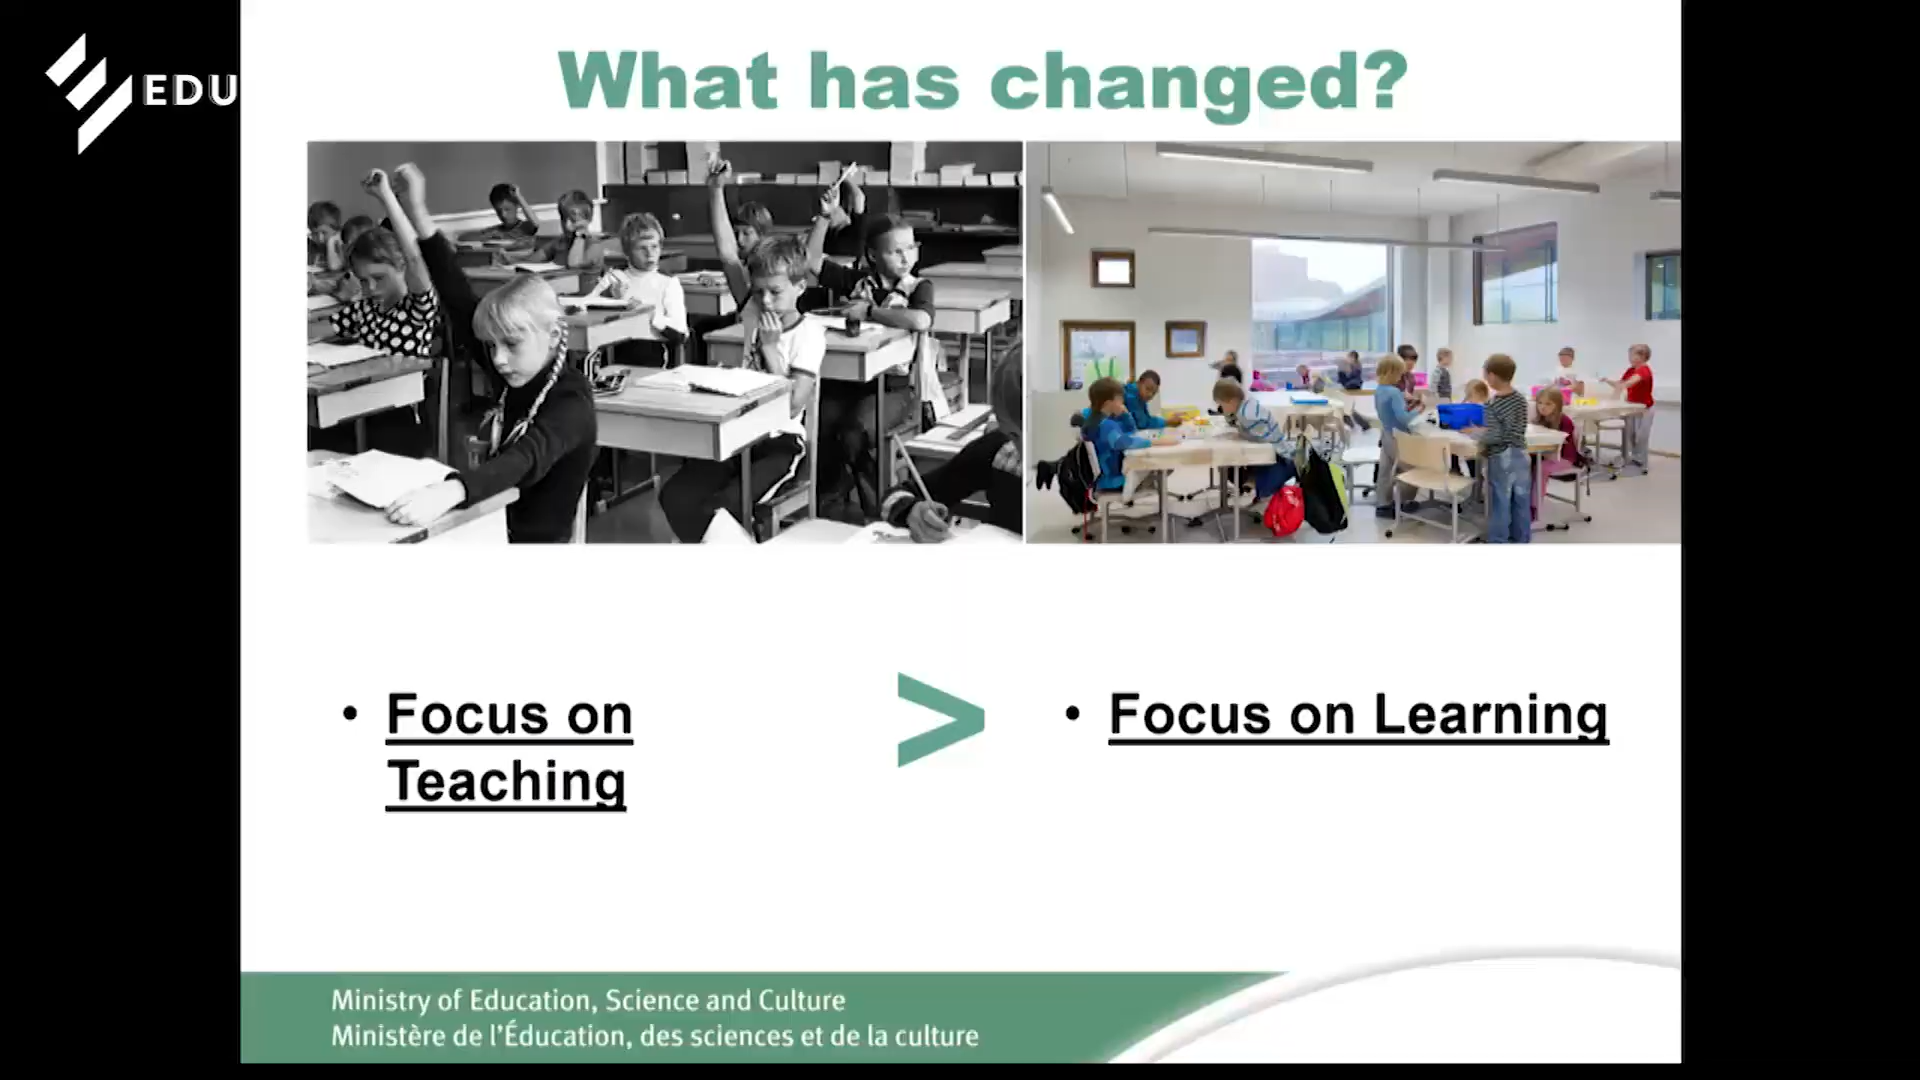 EDU
What has changed?
• Focus on
Teaching
>
• Focus on Learning
Ministry of Education, Science and Culture
Ministère de l'Éducation, des sciences et de la culture